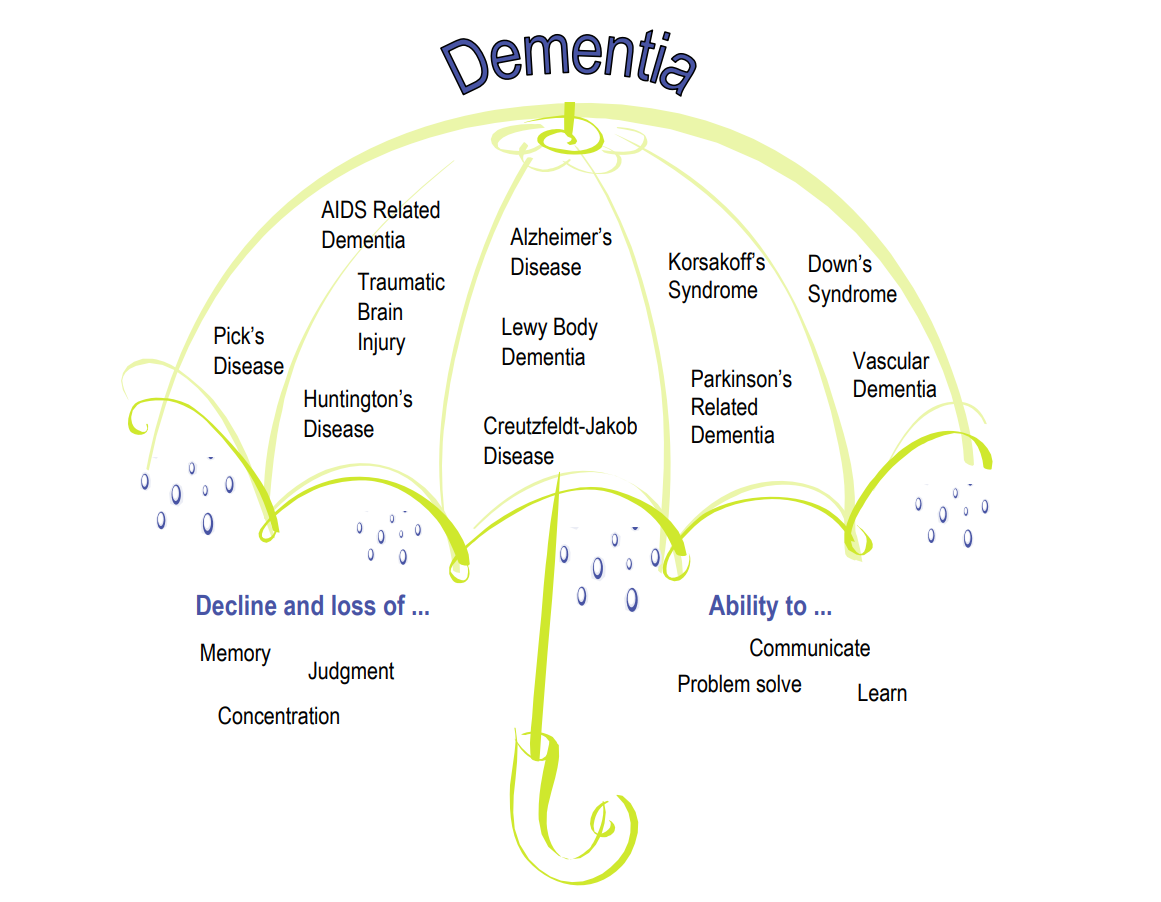 Dementia
AIDS Related
Dementia
Traumatic
Brain
Injury
Pick’s
Disease
Huntington’s
Disease
Alzheimer’s
Disease
Lewy Body
Dementia
Creutzfeldt-Jakob
Disease
Korsakoff’s
Syndrome
Parkinson’s
Related
Dementia
Down’s
Syndrome
Vascular
Dementia
Decline and loss of ...
Memory
Judgment
Concentration
Ability to ...
Communicate
Problem solve
Learn